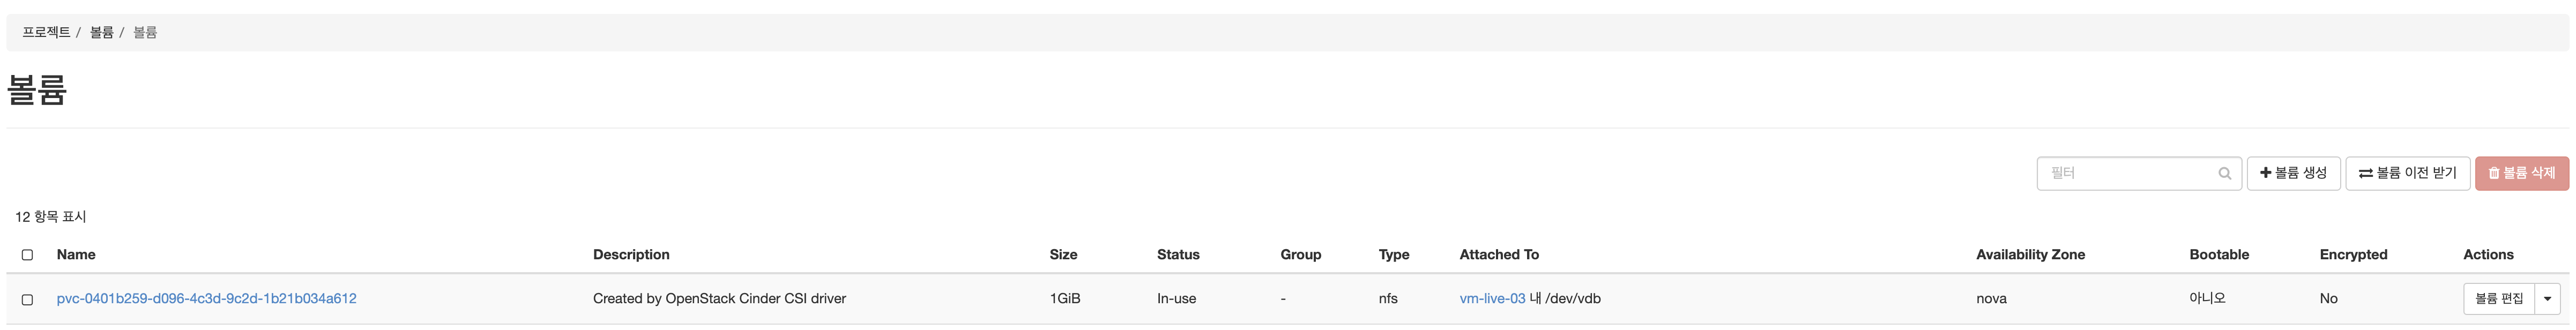 프로젝트 / 볼륨 / 볼륨
볼륨
필터 볼륨 생성 볼륨 이전 받기 볼륨 삭제
12 항목 표시
Name Description Size Status Group Type Attached To Availability Zone Bootable Encrypted Actions
pvc-0401b259-d096-4c3d-9c2d-1b21b034a612 Created by OpenStack Cinder CSI driver 1GiB In-use - nfs vm-live-03 내 /dev/vdb nova 아니오 No 볼륨 편집